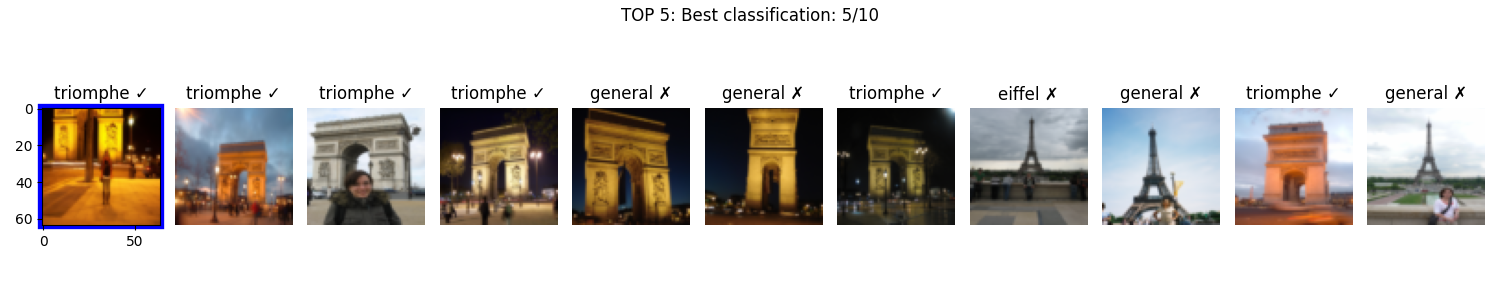 TOP 5: Best classification: 5/10
triomphe ✓ triomphe ✓ triomphe ✓ triomphe ✓ general ✗ general ✗ triomphe ✓ eiffel ✗ general ✗ triomphe ✓ general ✗
0
20
40
60
0 50